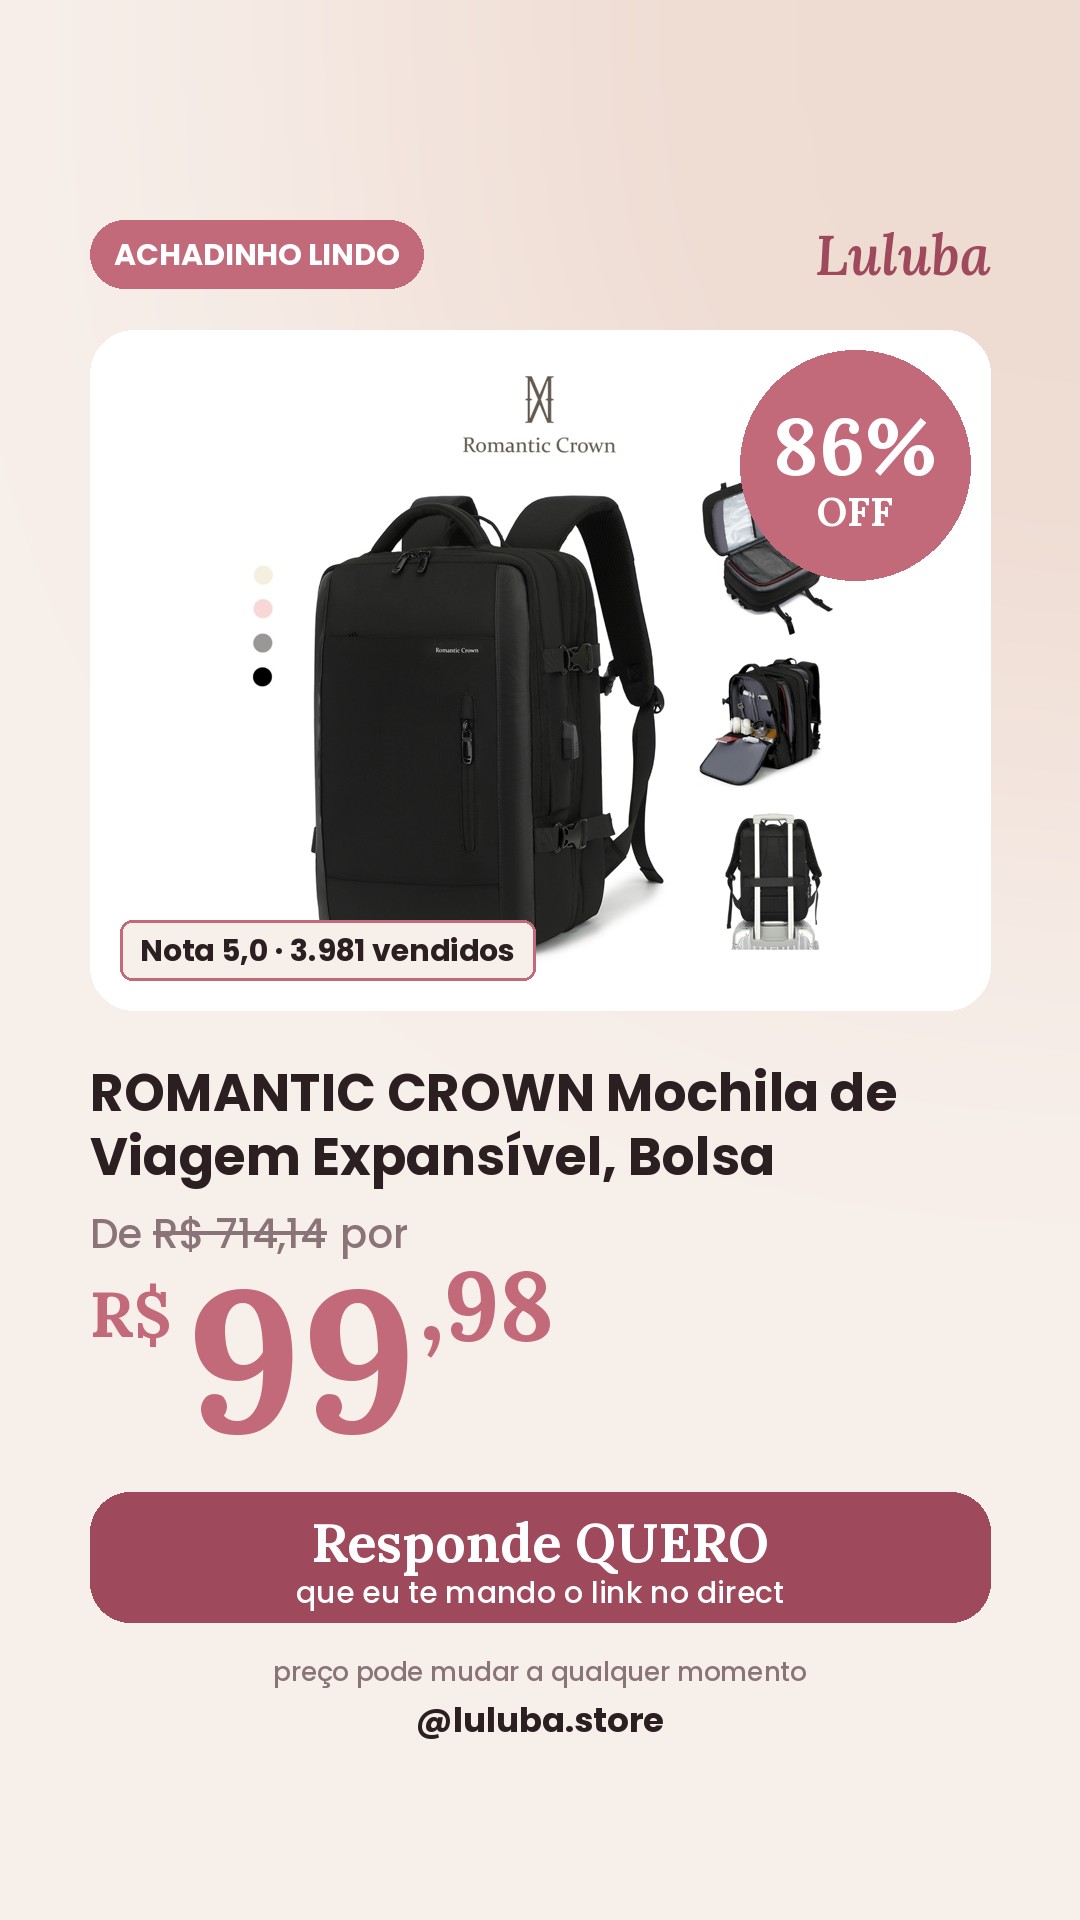 ACHADINHO LINDO
Luluba
Romantic Crown
86%
OFF
Romantic Crown
Nota 5,0 · 3.981 vendidos
ROMANTIC CROWN Mochila de
Viagem Expansível, Bolsa
De R$ 714,14 por
R$ 99,98
Responde QUERO
que eu te mando o link no direct
preço pode mudar a qualquer momento
@luluba.store